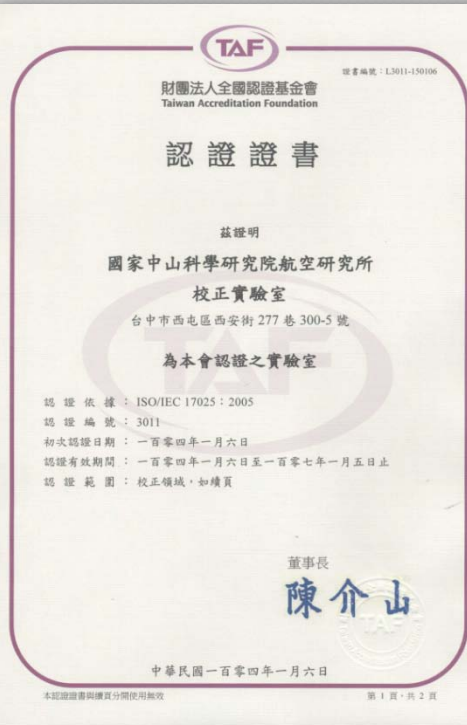 TAF
證書編號：L3011-150106
財團法人全國認證基金會
Taiwan Accreditation Foundation
認證證書
茲證明
國家中山科學研究院航空研究所
校正實驗室
台中市西屯區西安街 277 巷 300-5 號
為本會認證之實驗室
認證依據：ISO/IEC 17025：2005
認證編號：3011
初次認證日期：一百零四年一月六日
認證有效期間：一百零四年一月六日至一百零七年一月五日止
認證範圍：校正領域，如續頁
董事長
陳介山
中華民國一百零四年一月六日
本認證證書與續頁分開使用無效
第 1 頁，共 2 頁